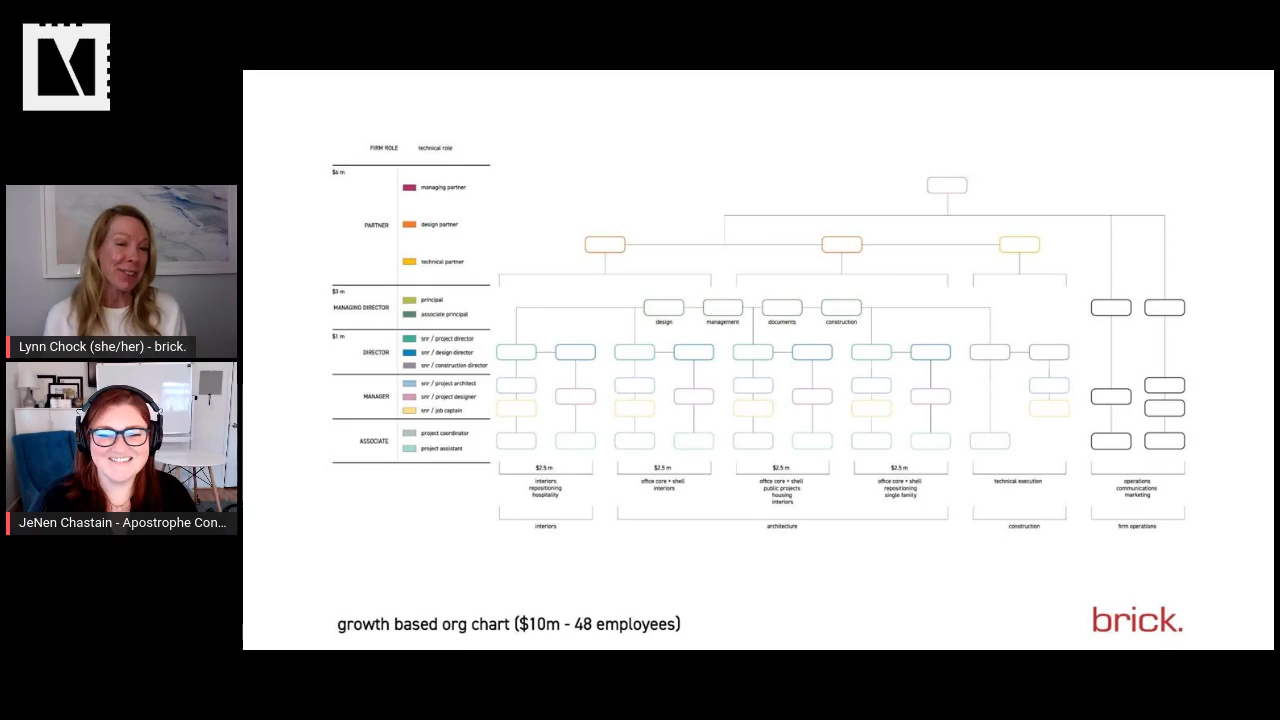 FIRM ROLE technical role
$6 m
managing partner
PARTNER design partner
technical partner
$3 m
principal
MANAGING DIRECTOR
associate principal
design management documents construction
$1 m
snr / project director
DIRECTOR snr / design director
snr / construction director
snr / project architect
MANAGER snr / project designer
snr / job captain
project coordinator
ASSOCIATE
project assistant
$2.5 m $2.5 m $2.5 m $2.5 m
interiors
repositioning
hospitality
office core + shell
interiors
office core + shell
public projects
housing
interiors
office core + shell
repositioning
single family
technical execution
operations
communications
marketing
interiors architecture construction firm operations
growth based org chart ($10m - 48 employees)
brick.
Lynn Chock (she/her) - brick.
JeNen Chastain - Apostrophe Con...